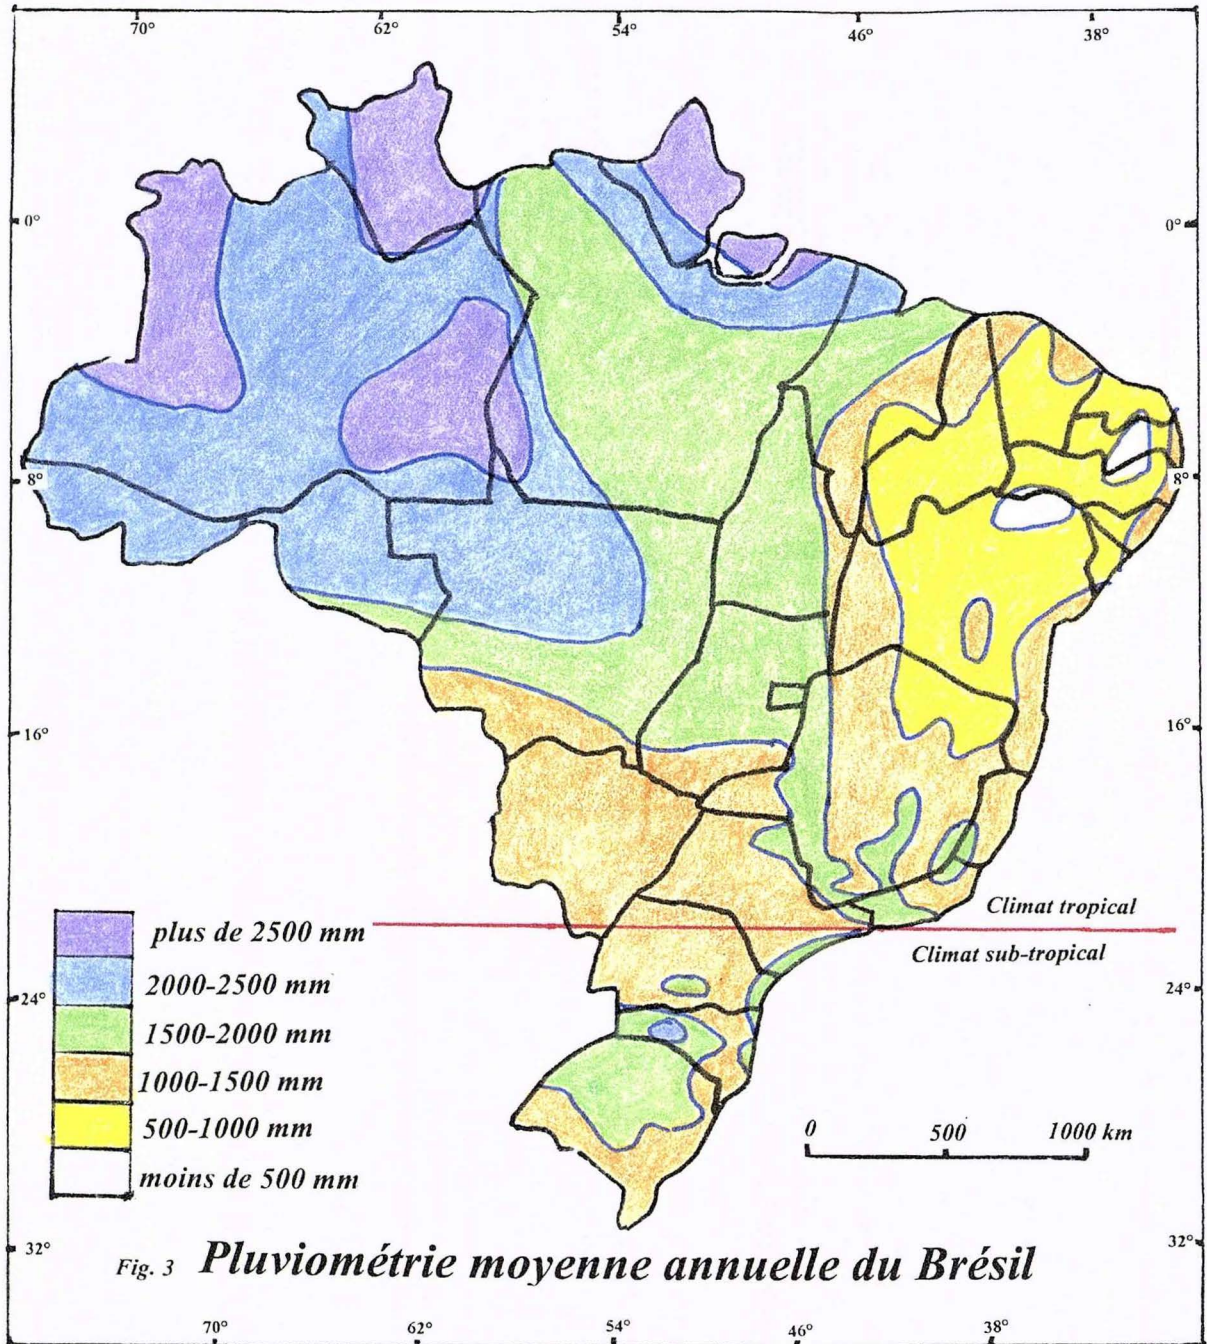 70° 62° 54° 46° 38°
0° 0°
8° 8°
16° 16°
Climat tropical
Climat sub-tropical
plus de 2500 mm
2000-2500 mm
1500-2000 mm
1000-1500 mm
500-1000 mm
moins de 500 mm
24° 24°
0 500 1000 km
32° 32°
Fig. 3 Pluviométrie moyenne annuelle du Brésil
70° 62° 54° 46° 38°